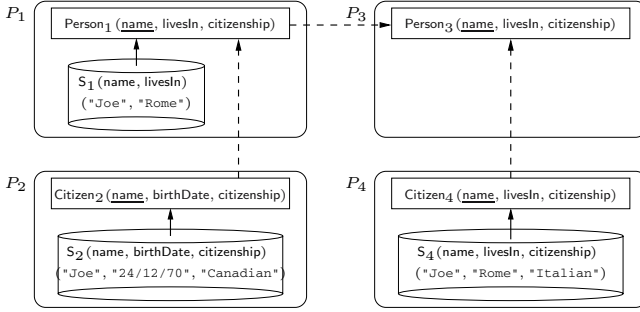 P1
Person1(name, livesIn, citizenship)
S1(name, livesIn)
("Joe", "Rome")
P3
Person3(name, livesIn, citizenship)
P2
Citizen2(name, birthDate, citizenship)
S2(name, birthDate, citizenship)
("Joe", "24/12/70", "Canadian")
P4
Citizen4(name, livesIn, citizenship)
S4(name, livesIn, citizenship)
("Joe", "Rome", "Italian")